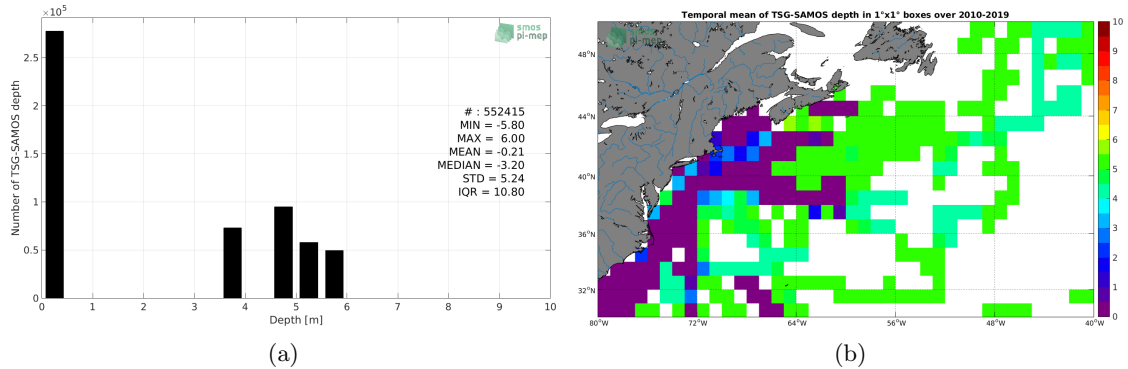 ×10⁵
smos
pi-mep
2.5
2
1.5
1
0.5
0
Number of TSG-SAMOS depth
# : 552415
MIN = -5.80
MAX = 6.00
MEAN = -0.21
MEDIAN = -3.20
STD = 5.24
IQR = 10.80
0 1 2 3 4 5 6 7 8 9 10
Depth [m]
(a)
Temporal mean of TSG-SAMOS depth in 1°x1° boxes over 2010-2019
smos
pi-mep
48°N
44°N
40°N
36°N
32°N
80°W 72°W 64°W 56°W 48°W 40°W
10
9
8
7
6
5
4
3
2
1
0
(b)